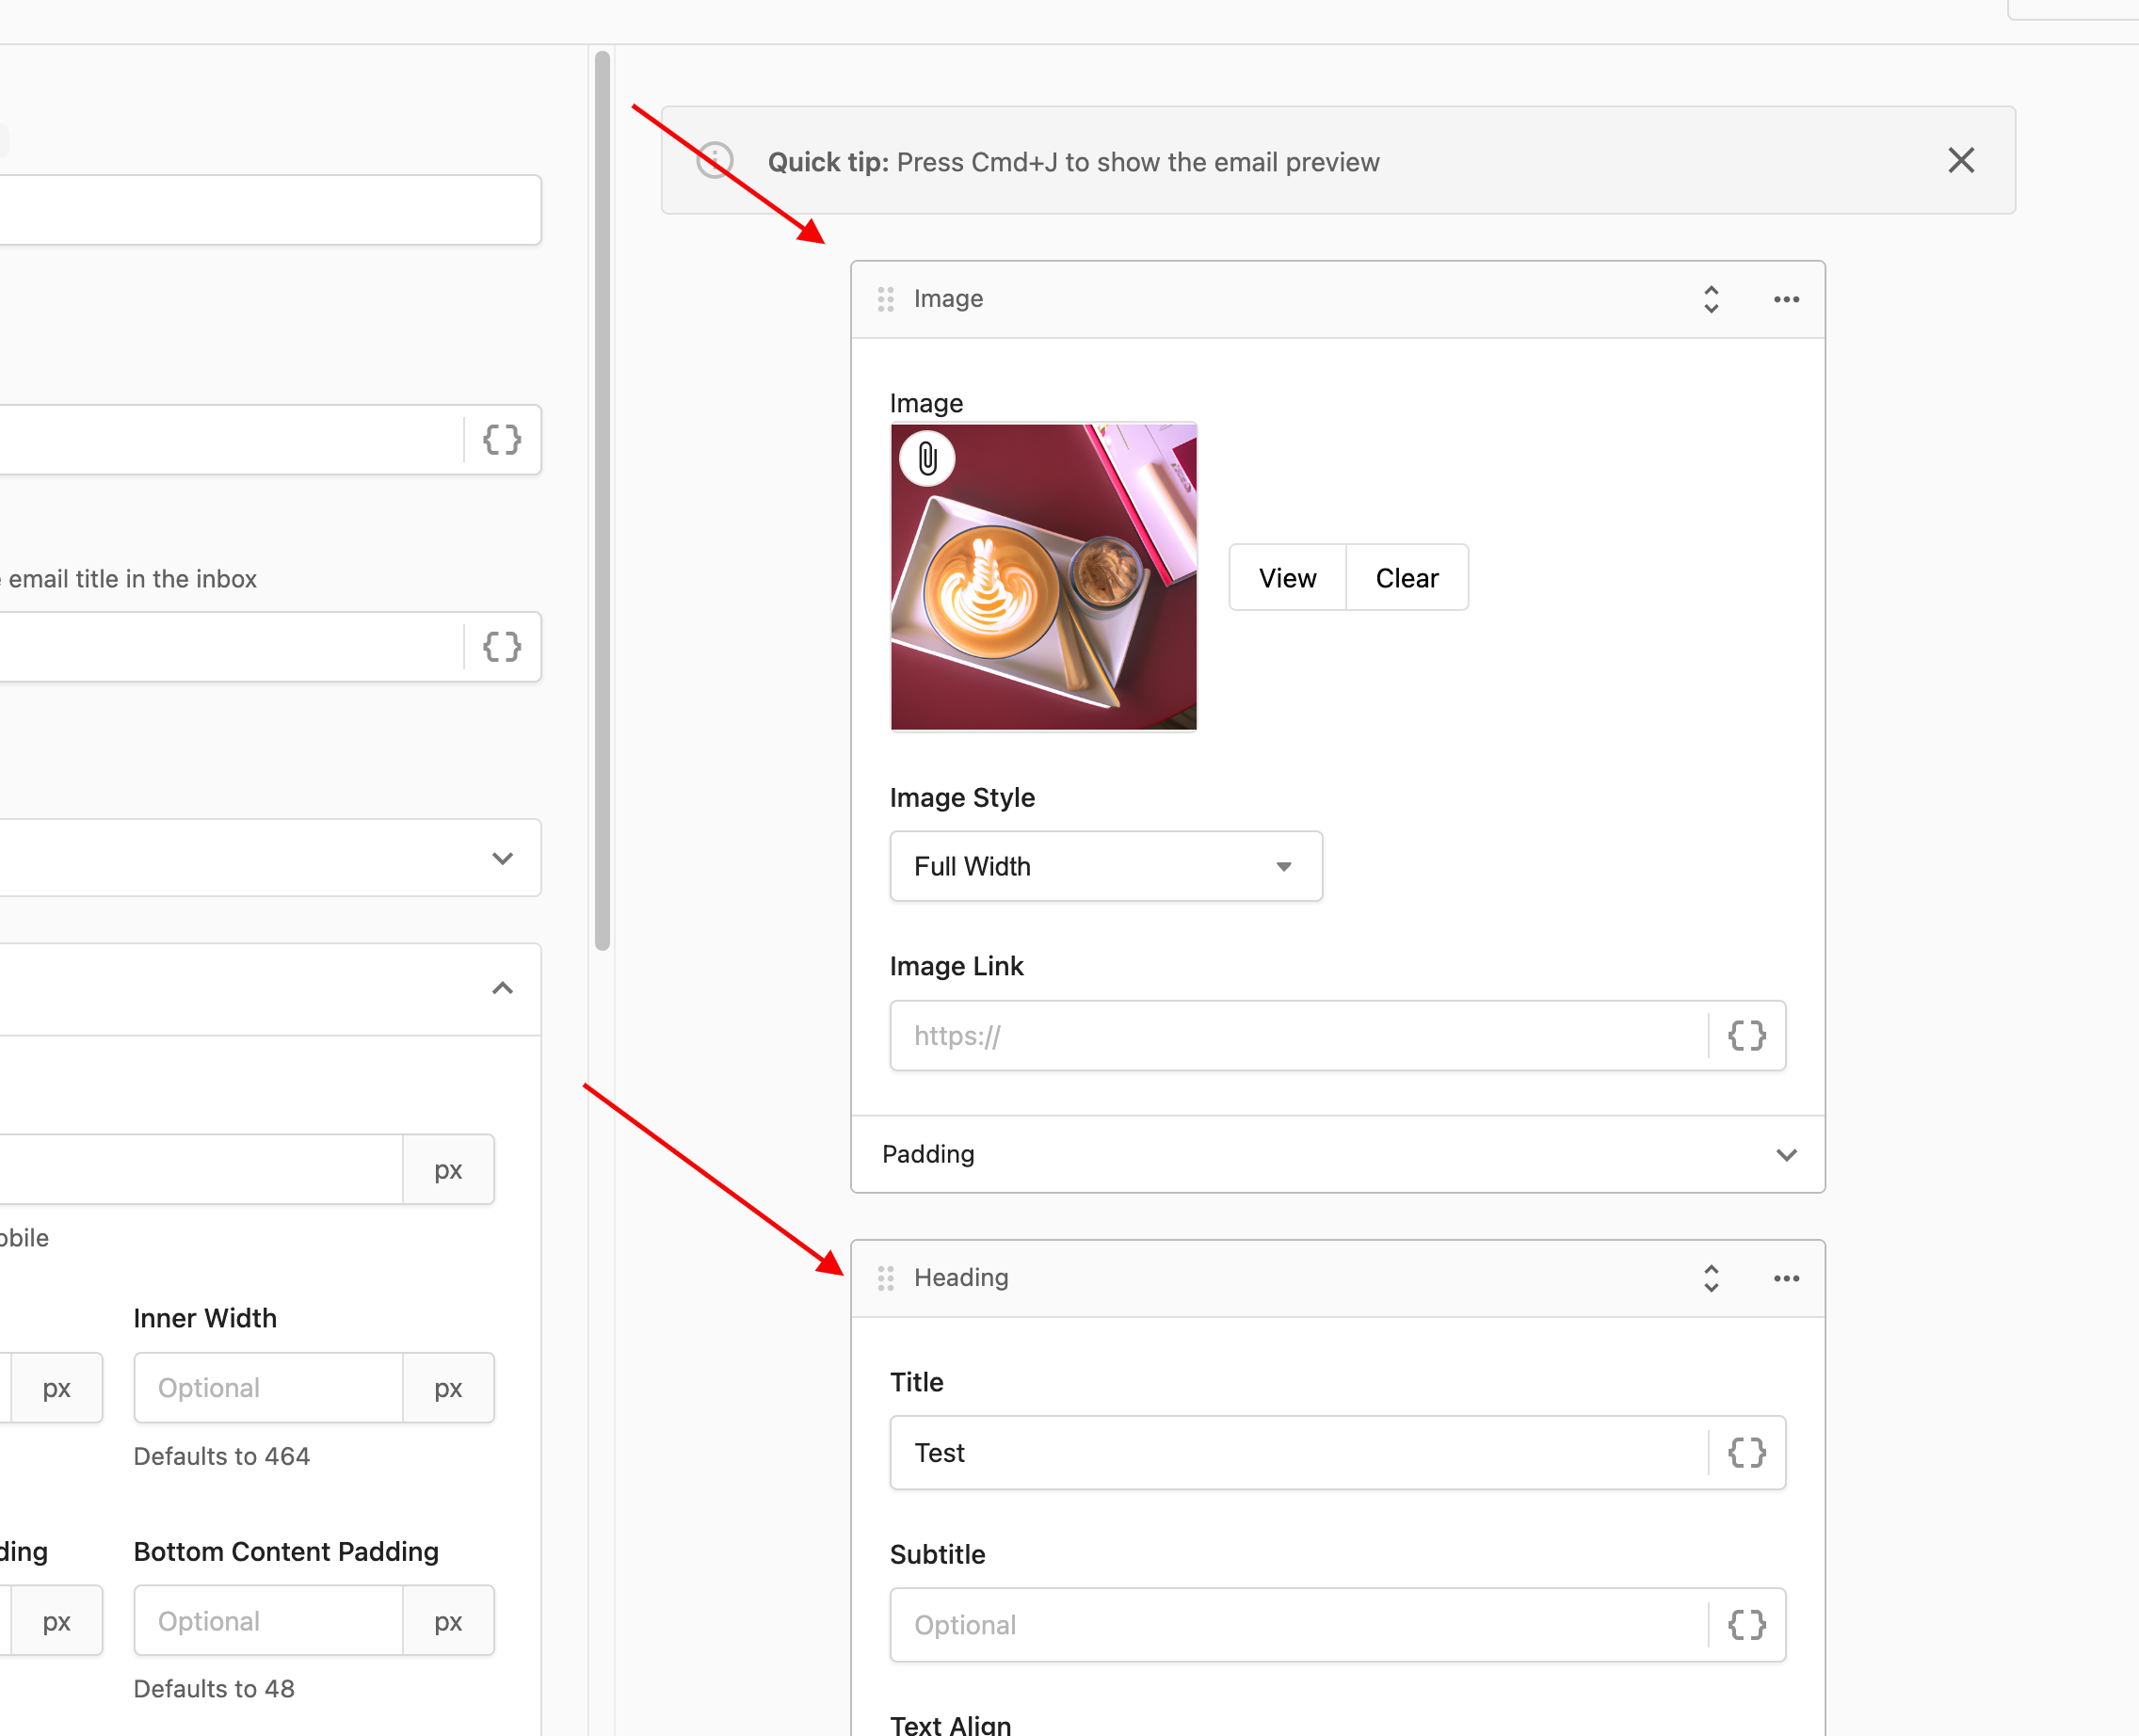 email title in the inbox
px
obile
Inner Width
px
Optional
px
Defaults to 464
ding
Bottom Content Padding
px
Optional
px
Defaults to 48
Quick tip: Press Cmd+J to show the email preview
Image
Image
View
Clear
Image Style
Full Width
Image Link
https://
Padding
Heading
Title
Test
Subtitle
Optional
Text Align